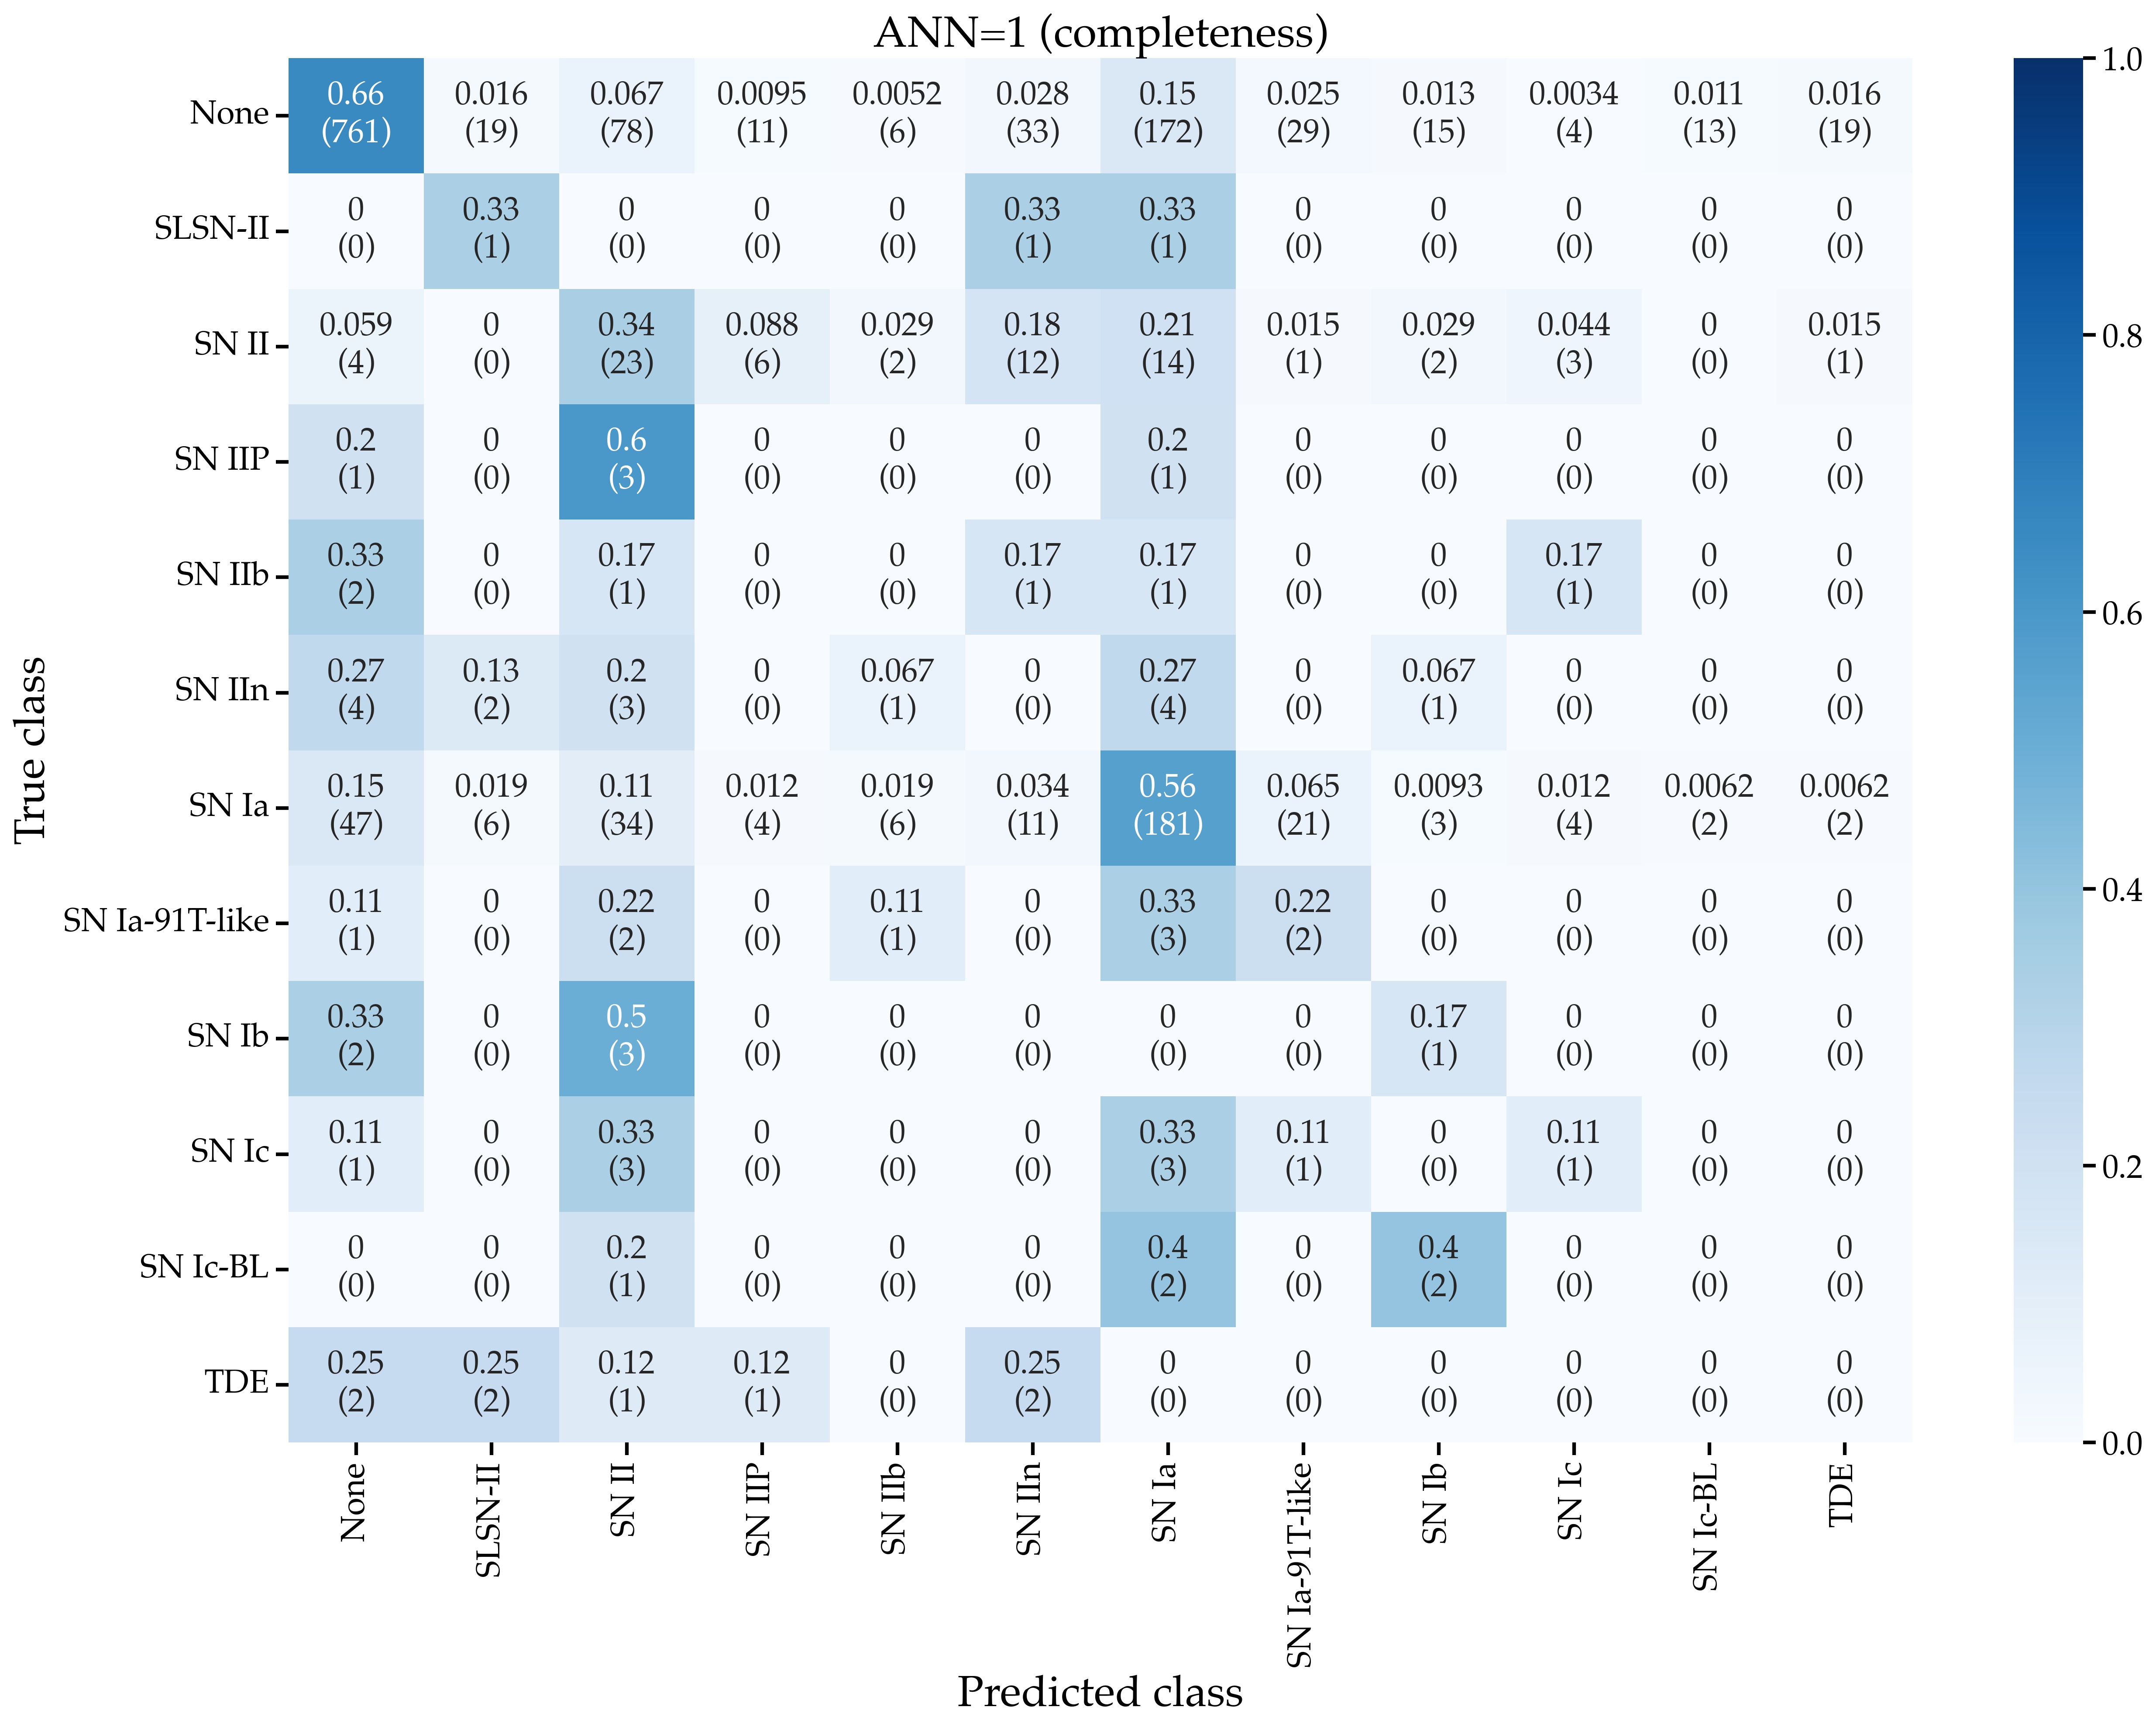 ANN=1 (completeness)
None 0.66 0.016 0.067 0.0095 0.0052 0.028 0.15 0.025 0.013 0.0034 0.011 0.016
(761) (19) (78) (11) (6) (33) (172) (29) (15) (4) (13) (19)
SLSN-II 0 0.33 0 0 0 0.33 0.33 0 0 0 0 0
(0) (1) (0) (0) (0) (1) (1) (0) (0) (0) (0) (0)
SN II 0.059 0 0.34 0.088 0.029 0.18 0.21 0.015 0.029 0.044 0 0.015
(4) (0) (23) (6) (2) (12) (14) (1) (2) (3) (0) (1)
SN IIP 0.2 0 0.6 0 0 0 0.2 0 0 0 0 0
(1) (0) (3) (0) (0) (0) (1) (0) (0) (0) (0) (0)
SN IIb 0.33 0 0.17 0 0 0.17 0.17 0 0 0.17 0 0
(2) (0) (1) (0) (0) (1) (1) (0) (0) (1) (0) (0)
SN IIn 0.27 0.13 0.2 0 0.067 0 0.27 0 0.067 0 0 0
(4) (2) (3) (0) (1) (0) (4) (0) (1) (0) (0) (0)
SN Ia 0.15 0.019 0.11 0.012 0.019 0.034 0.56 0.065 0.0093 0.012 0.0062 0.0062
(47) (6) (34) (4) (6) (11) (181) (21) (3) (4) (2) (2)
SN Ia-91T-like 0.11 0 0.22 0 0.11 0 0.33 0.22 0 0 0 0
(1) (0) (2) (0) (1) (0) (3) (2) (0) (0) (0) (0)
SN Ib 0.33 0 0.5 0 0 0 0 0 0.17 0 0 0
(2) (0) (3) (0) (0) (0) (0) (0) (1) (0) (0) (0)
SN Ic 0.11 0 0.33 0 0 0 0.33 0.11 0 0.11 0 0
(1) (0) (3) (0) (0) (0) (3) (1) (0) (1) (0) (0)
SN Ic-BL 0 0 0.2 0 0 0 0.4 0 0.4 0 0 0
(0) (0) (1) (0) (0) (0) (2) (0) (2) (0) (0) (0)
TDE 0.25 0.25 0.12 0.12 0 0.25 0 0 0 0 0 0
(2) (2) (1) (1) (0) (2) (0) (0) (0) (0) (0) (0)
True class
None
SLSN-II
SN II
SN IIP
SN IIb
SN IIn
SN Ia
SN Ia-91T-like
SN Ib
SN Ic
SN Ic-BL
TDE
Predicted class
1.0
0.8
0.6
0.4
0.2
0.0